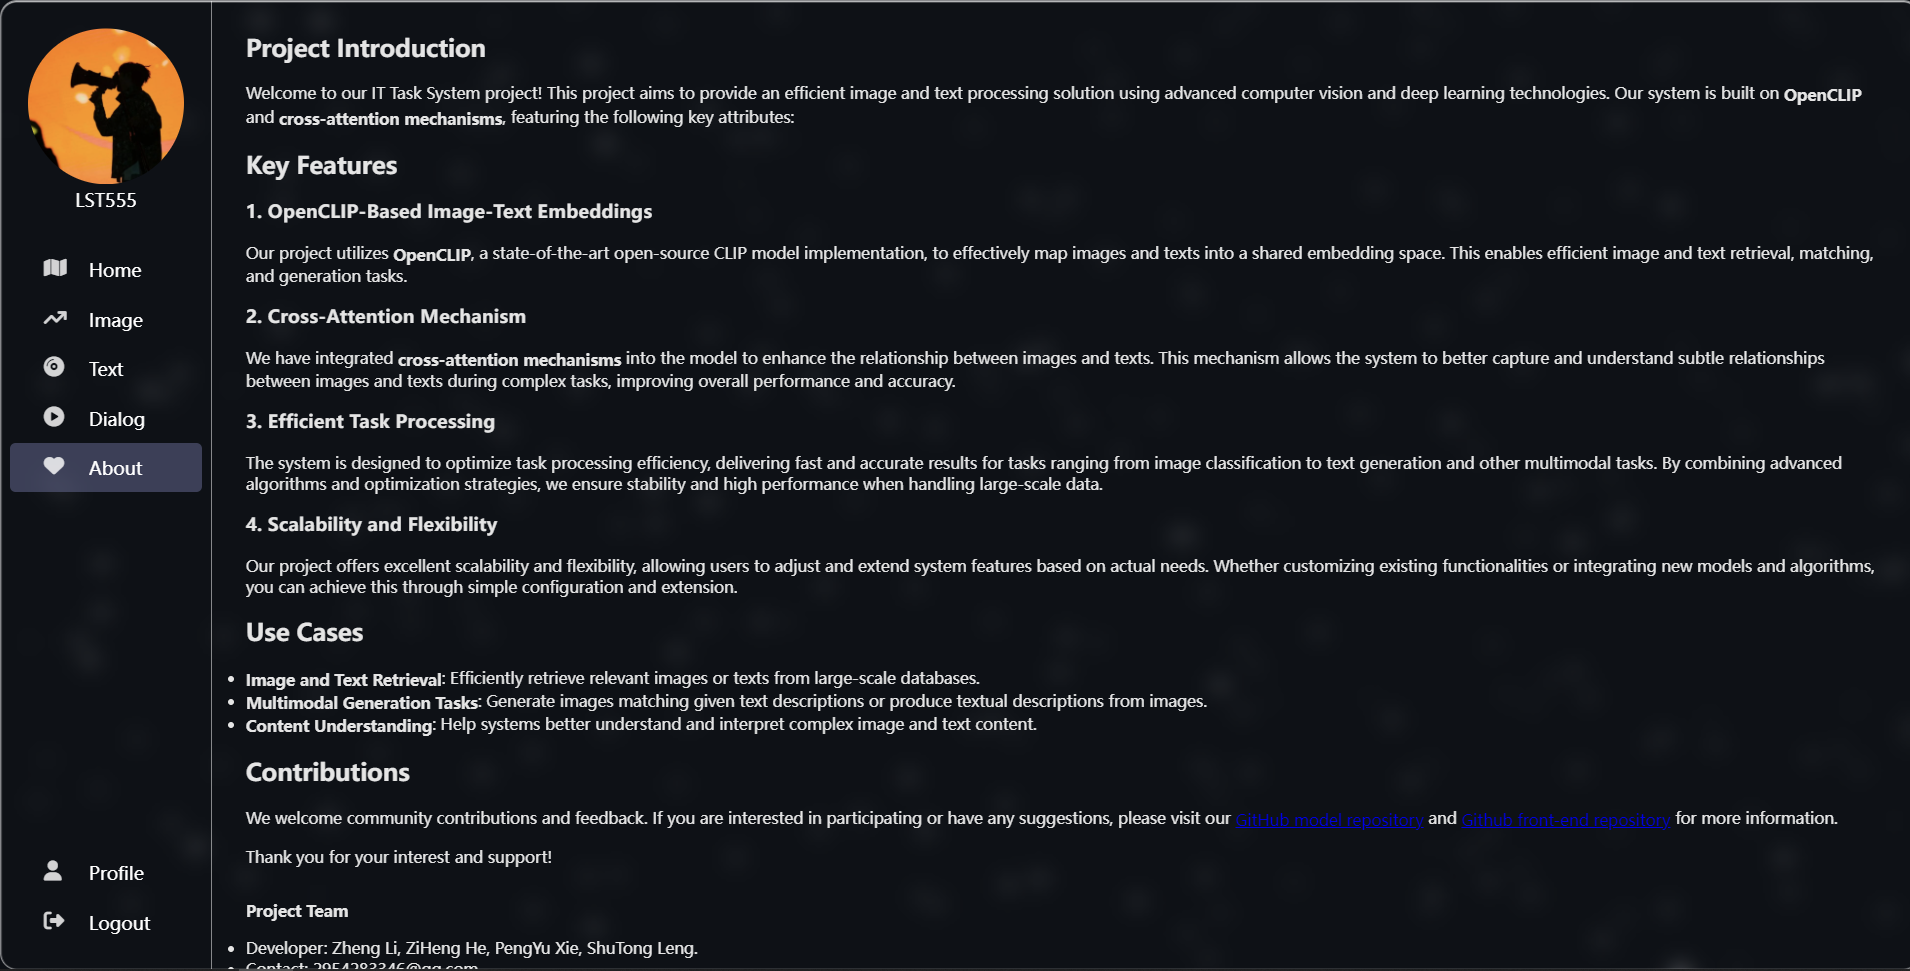 LST555
Home
Image
Text
Dialog
About
Profile
Logout
Project Introduction
Welcome to our IT Task System project! This project aims to provide an efficient image and text processing solution using advanced computer vision and deep learning technologies. Our system is built on OpenCLIP
and cross-attention mechanisms, featuring the following key attributes:
Key Features
1. OpenCLIP-Based Image-Text Embeddings
Our project utilizes OpenCLIP, a state-of-the-art open-source CLIP model implementation, to effectively map images and texts into a shared embedding space. This enables efficient image and text retrieval, matching,
and generation tasks.
2. Cross-Attention Mechanism
We have integrated cross-attention mechanisms into the model to enhance the relationship between images and texts. This mechanism allows the system to better capture and understand subtle relationships
between images and texts during complex tasks, improving overall performance and accuracy.
3. Efficient Task Processing
The system is designed to optimize task processing efficiency, delivering fast and accurate results for tasks ranging from image classification to text generation and other multimodal tasks. By combining advanced
algorithms and optimization strategies, we ensure stability and high performance when handling large-scale data.
4. Scalability and Flexibility
Our project offers excellent scalability and flexibility, allowing users to adjust and extend system features based on actual needs. Whether customizing existing functionalities or integrating new models and algorithms,
you can achieve this through simple configuration and extension.
Use Cases
• Image and Text Retrieval: Efficiently retrieve relevant images or texts from large-scale databases.
• Multimodal Generation Tasks: Generate images matching given text descriptions or produce textual descriptions from images.
• Content Understanding: Help systems better understand and interpret complex image and text content.
Contributions
We welcome community contributions and feedback. If you are interested in participating or have any suggestions, please visit our GitHub model repository and Github front-end repository for more information.
Thank you for your interest and support!
Project Team
• Developer: Zheng Li, ZiHeng He, PengYu Xie, ShuTong Leng.
• Contact: 2954283346@qq.com